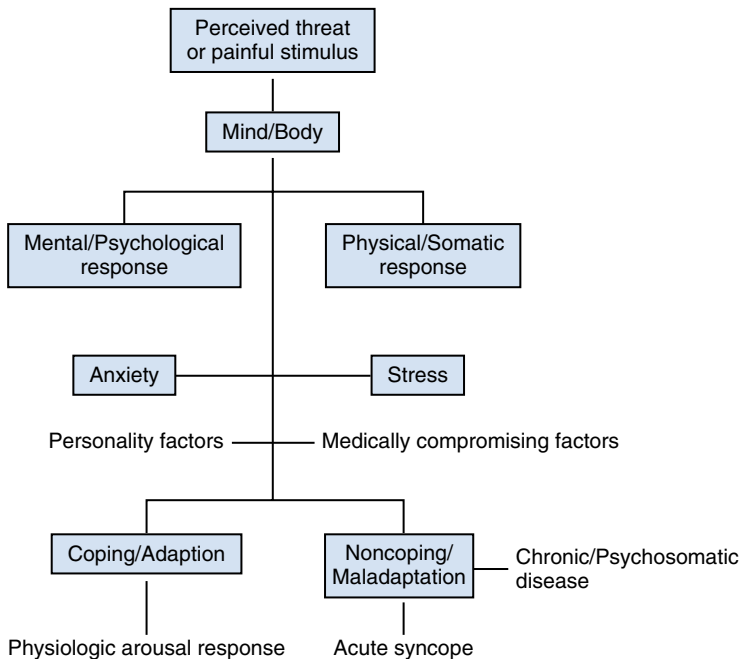 Perceived threat
or painful stimulus
Mind/Body
Mental/Psychological
response
Physical/Somatic
response
Anxiety
Stress
Personality factors
Medically compromising factors
Coping/Adaption
Noncoping/
Maladaptation
Chronic/Psychosomatic
disease
Physiologic arousal response
Acute syncope